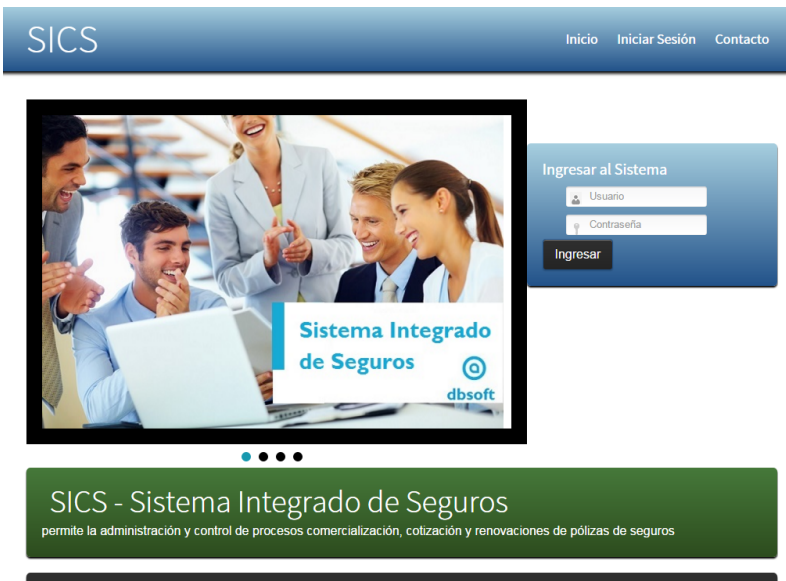 SICS
Inicio Iniciar Sesión Contacto
Sistema Integrado
de Seguros
dbsoft
Ingresar al Sistema
Usuario
Contraseña
Ingresar
SICS - Sistema Integrado de Seguros
permite la administración y control de procesos comercialización, cotización y renovaciones de pólizas de seguros